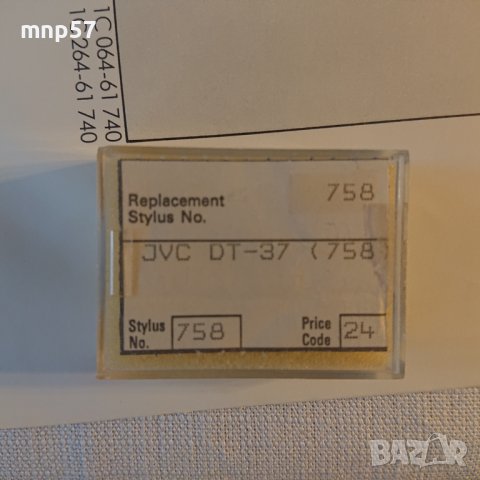 mnp57
1C 064-61 740
1C 264-61 740
Replacement
Stylus No.
758
JVC DT-37 (758)
Stylus
No.
758
Price
Code
24
BAZAR